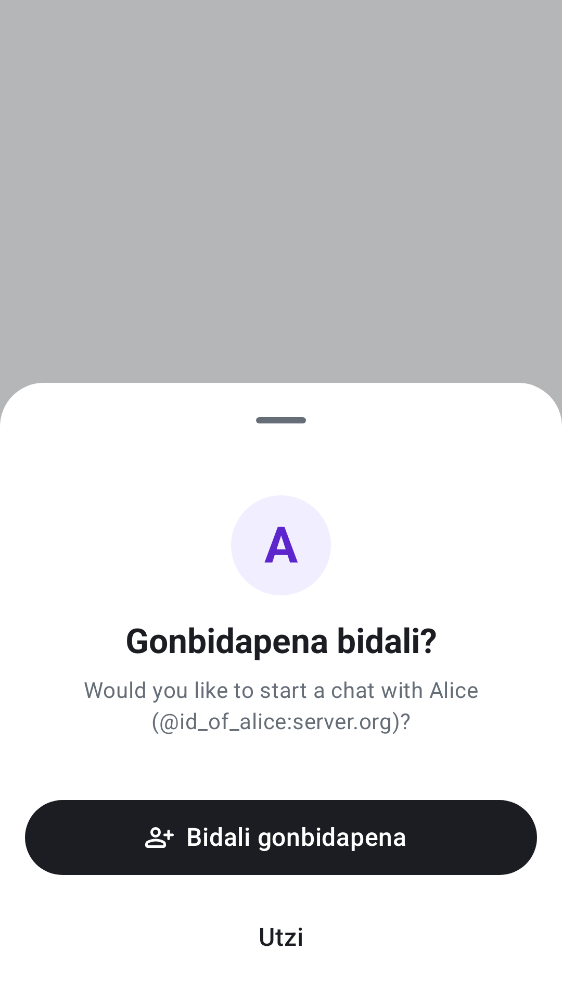 A
Gonbidapena bidali?
Would you like to start a chat with Alice
(@id_of_alice:server.org)?
Bidali gonbidapena
Utzi